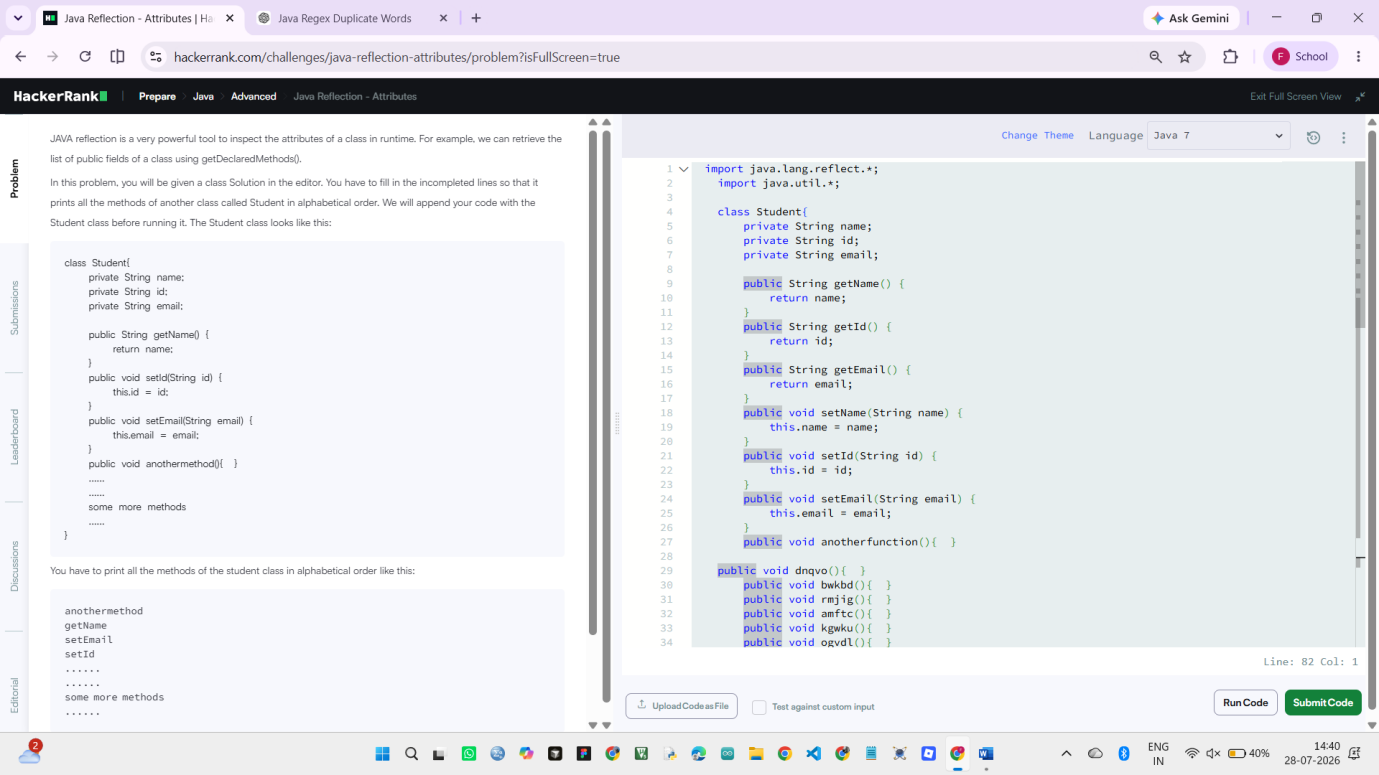 Java Reflection - Attributes | Ha
Java Regex Duplicate Words
Ask Gemini
hackerrank.com/challenges/java-reflection-attributes/problem?isFullScreen=true
F School
HackerRank
Prepare
Java
Advanced
Java Reflection - Attributes
Exit Full Screen View
Problem
Submissions
Leaderboard
Discussions
Editorial
JAVA reflection is a very powerful tool to inspect the attributes of a class in runtime. For example, we can retrieve the
list of public fields of a class using getDeclaredMethods().
In this problem, you will be given a class Solution in the editor. You have to fill in the incompleted lines so that it
prints all the methods of another class called Student in alphabetical order. We will append your code with the
Student class before running it. The Student class looks like this:
class Student{
private String name;
private String id;
private String email;
public String getName() {
return name;
}
public void setId(String id) {
this.id = id;
}
public void setEmail(String email) {
this.email = email;
}
public void anothermethod(){ }
......
......
some more methods
......
}
You have to print all the methods of the student class in alphabetical order like this:
anothermethod
getName
setEmail
setId
......
......
some more methods
......
Change Theme Language Java 7
1 import java.lang.reflect.*;
2 import java.util.*;
3
4 class Student{
5 private String name;
6 private String id;
7 private String email;
8
9 public String getName() {
10 return name;
11 }
12 public String getId() {
13 return id;
14 }
15 public String getEmail() {
16 return email;
17 }
18 public void setName(String name) {
19 this.name = name;
20 }
21 public void setId(String id) {
22 this.id = id;
23 }
24 public void setEmail(String email) {
25 this.email = email;
26 }
27 public void anotherfunction(){ }
28
29 public void dnqvo(){ }
30 public void bwkbd(){ }
31 public void rmjig(){ }
32 public void amftc(){ }
33 public void kgwku(){ }
34 public void ogvdl(){ }
Line: 82 Col: 1
Upload Code as File
Test against custom input
Run Code
Submit Code
2
ENG
IN
40%
14:40
28-07-2026